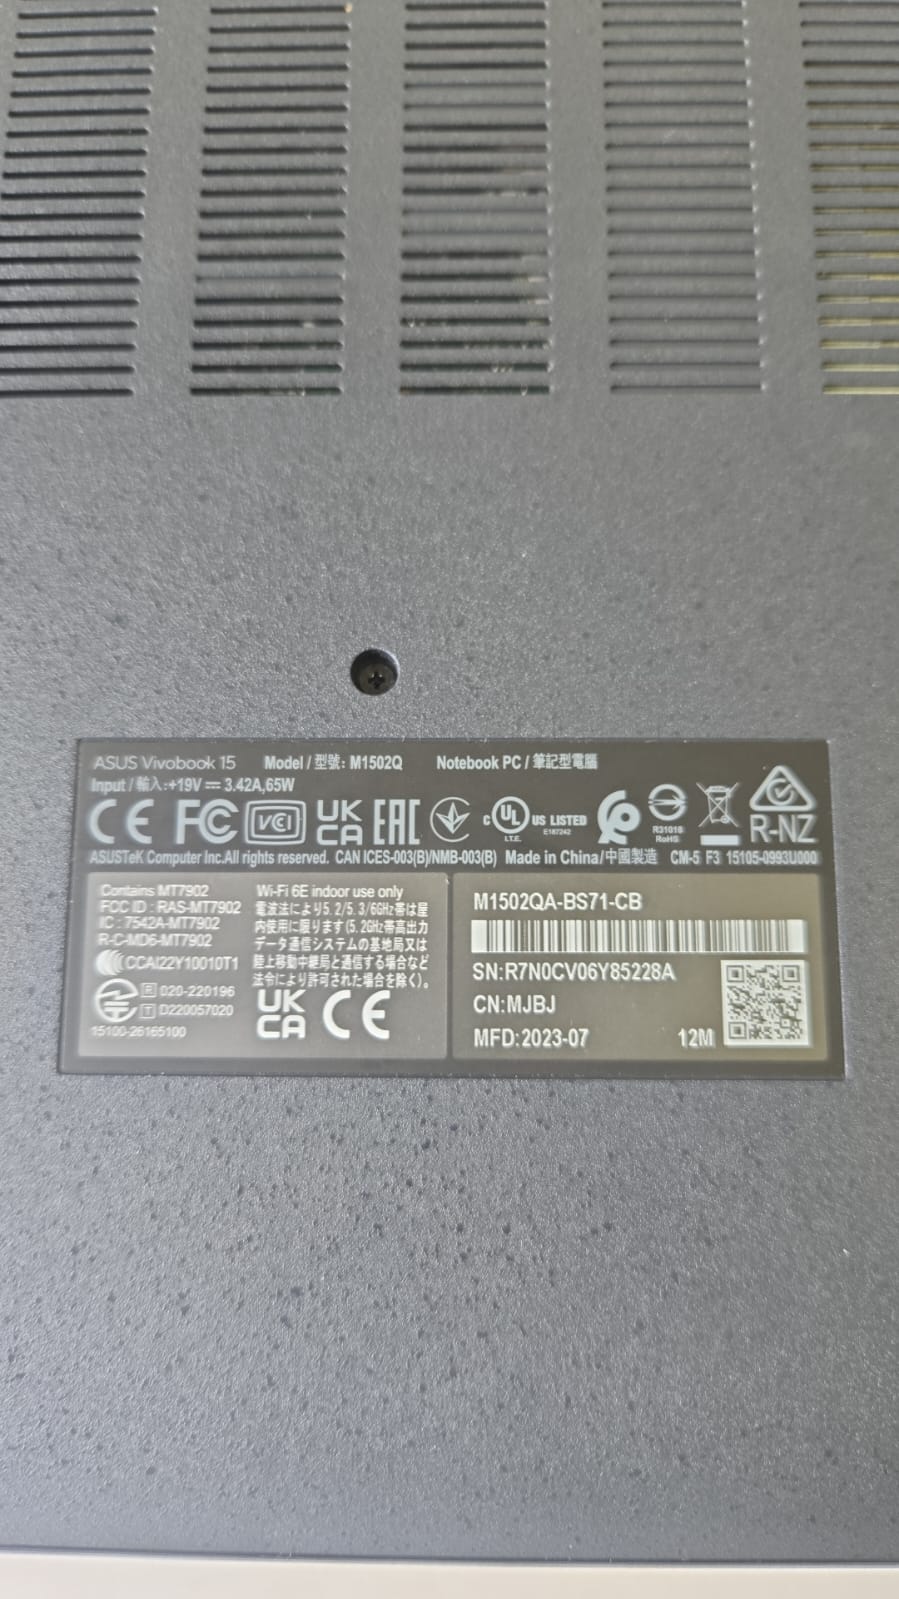 ASUS Vivobook 15 Model / 型號: M1502Q Notebook PC / 筆記型電腦
Input / 輸入:+19V ⎓ 3.42A,65W
CE FC VCI UK CA EAC C UL US LISTED I.T.E. E187242 R31018 RoHS R-NZ
ASUSTeK Computer Inc.All rights reserved. CAN ICES-003(B)/NMB-003(B) Made in China/中國製造 CM-5 F3 15105-0993U000
Contains MT7902
FCC ID : RAS-MT7902
IC : 7542A-MT7902
R-C-MD6-MT7902
CCAI22Y10010T1
R 020-220196
T D220057020
15100-26165100
Wi-Fi 6E indoor use only
電波法により5.2/5.3/6GHz帯は屋
内使用に限ります(5.2GHz帯高出力
データ通信システムの基地局又は
陸上移動中継局と通信する場合など
法令により許可された場合を除く)。
UK CA CE
M1502QA-BS71-CB
SN:R7N0CV06Y85228A
CN:MJBJ
MFD:2023-07 12M